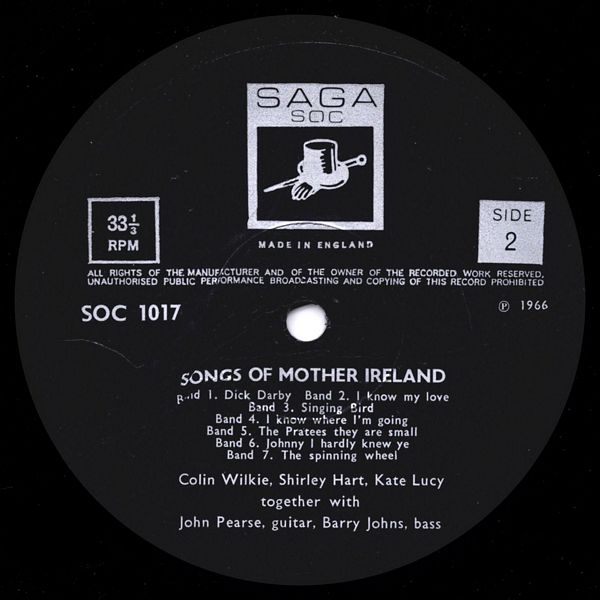 SAGA
SOC
33⅓
RPM
SIDE
2
MADE IN ENGLAND
ALL RIGHTS OF THE MANUFACTURER AND OF THE OWNER OF THE RECORDED WORK RESERVED,
UNAUTHORISED PUBLIC PERFORMANCE BROADCASTING AND COPYING OF THIS RECORD PROHIBITED
SOC 1017
℗ 1966
SONGS OF MOTHER IRELAND
Band 1. Dick Darby Band 2. I know my love
Band 3. Singing Bird
Band 4. I know where I'm going
Band 5. The Pratees they are small
Band 6. Johnny I hardly knew ye
Band 7. The spinning wheel
Colin Wilkie, Shirley Hart, Kate Lucy
together with
John Pearse, guitar, Barry Johns, bass